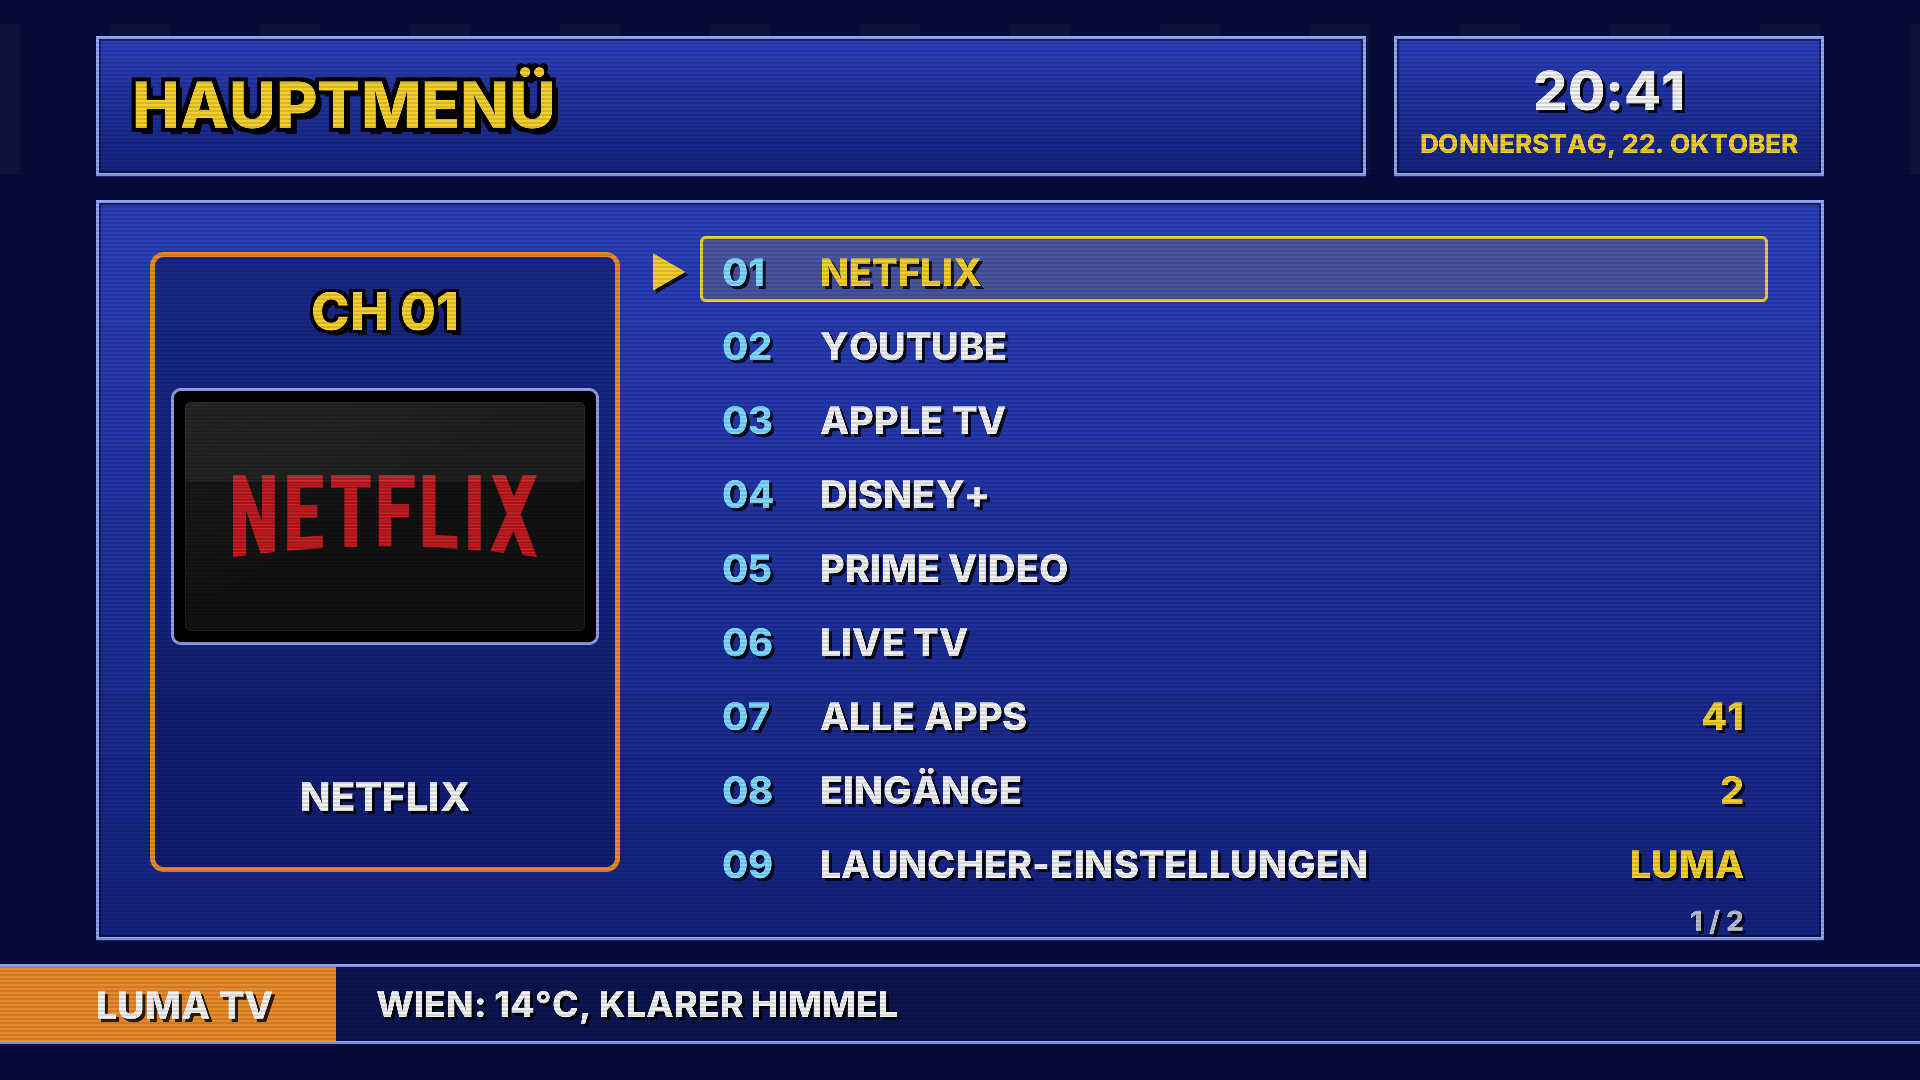 HAUPTMENÜ
20:41
DONNERSTAG, 22. OKTOBER
CH 01
NETFLIX
NETFLIX
01 NETFLIX
02 YOUTUBE
03 APPLE TV
04 DISNEY+
05 PRIME VIDEO
06 LIVE TV
07 ALLE APPS 41
08 EINGÄNGE 2
09 LAUNCHER-EINSTELLUNGEN LUMA
1 / 2
LUMA TV
WIEN: 14°C, KLARER HIMMEL